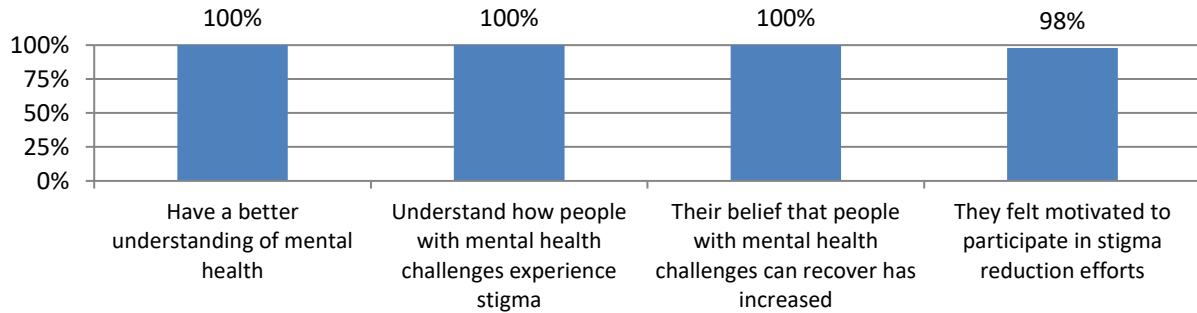 100%
100%
100%
98%
100%
75%
50%
25%
0%
Have a better
understanding of mental
health
Understand how people
with mental health
challenges experience
stigma
Their belief that people
with mental health
challenges can recover has
increased
They felt motivated to
participate in stigma
reduction efforts